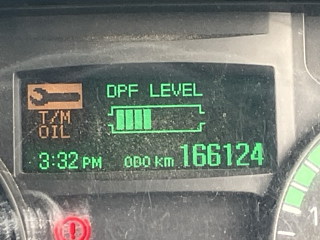 DPF LEVEL
T/M
OIL
3:32 PM ODO km 166124